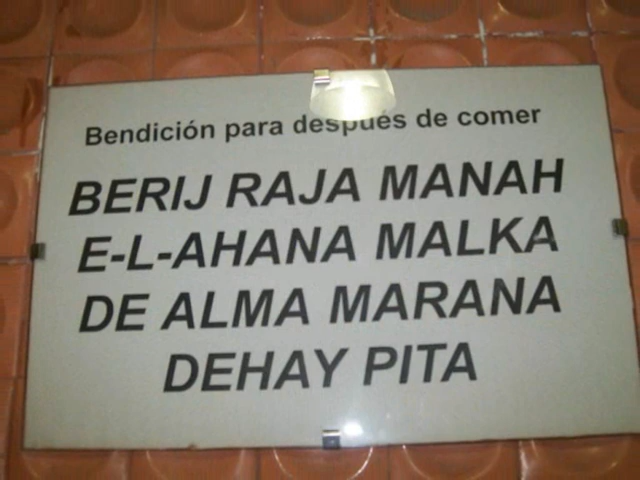 Bendición para después de comer
BERIJ RAJA MANAH
E-L-AHANA MALKA
DE ALMA MARANA
DEHAY PITA